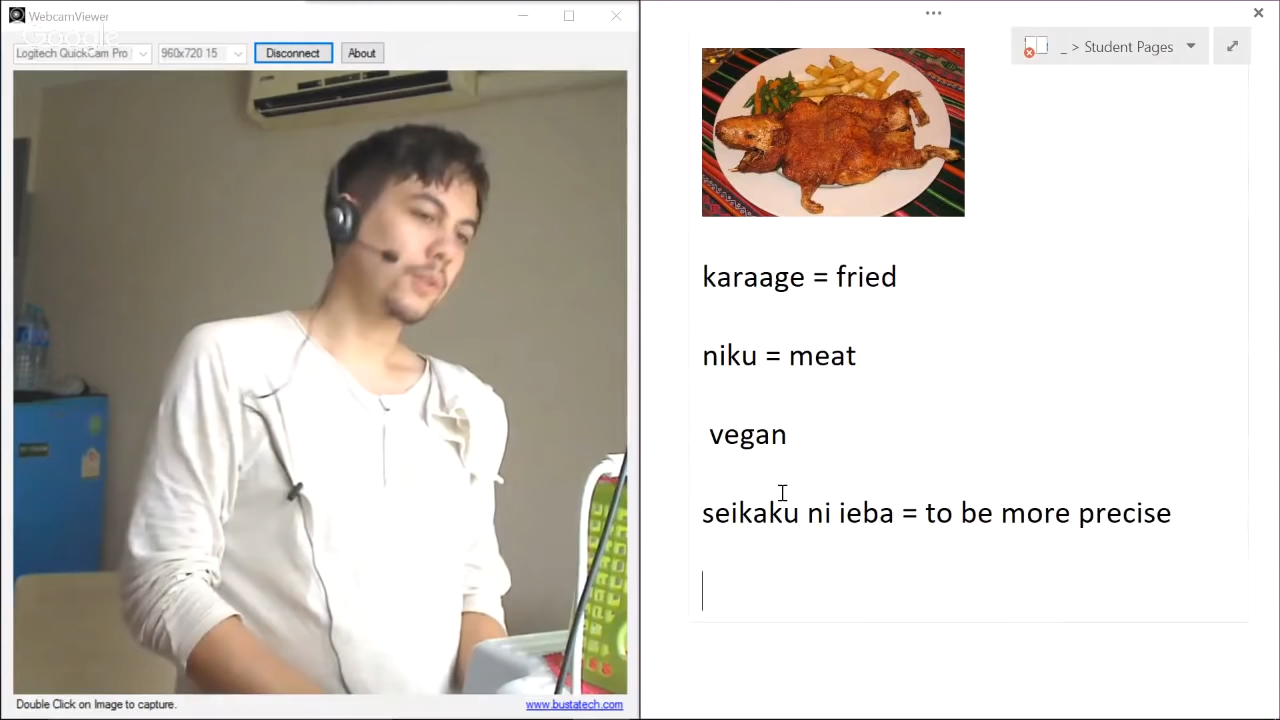 WebcamViewer
Google
Logitech QuickCam Pro
960x720 15
Disconnect
About
Double Click on Image to capture.
www.bustatech.com
_ > Student Pages
karaage = fried
niku = meat
vegan
seikaku ni ieba = to be more precise